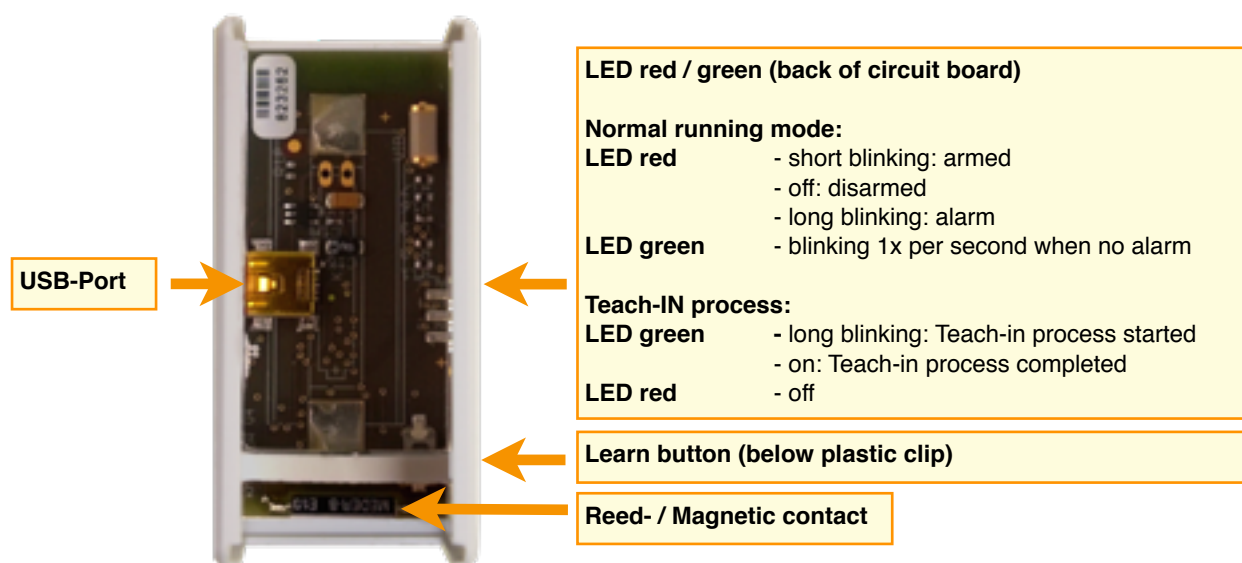 823262
LED red / green (back of circuit board)
Normal running mode:
LED red - short blinking: armed
- off: disarmed
- long blinking: alarm
LED green - blinking 1x per second when no alarm
USB-Port
Teach-IN process:
LED green - long blinking: Teach-in process started
- on: Teach-in process completed
LED red - off
Learn button (below plastic clip)
Reed- / Magnetic contact